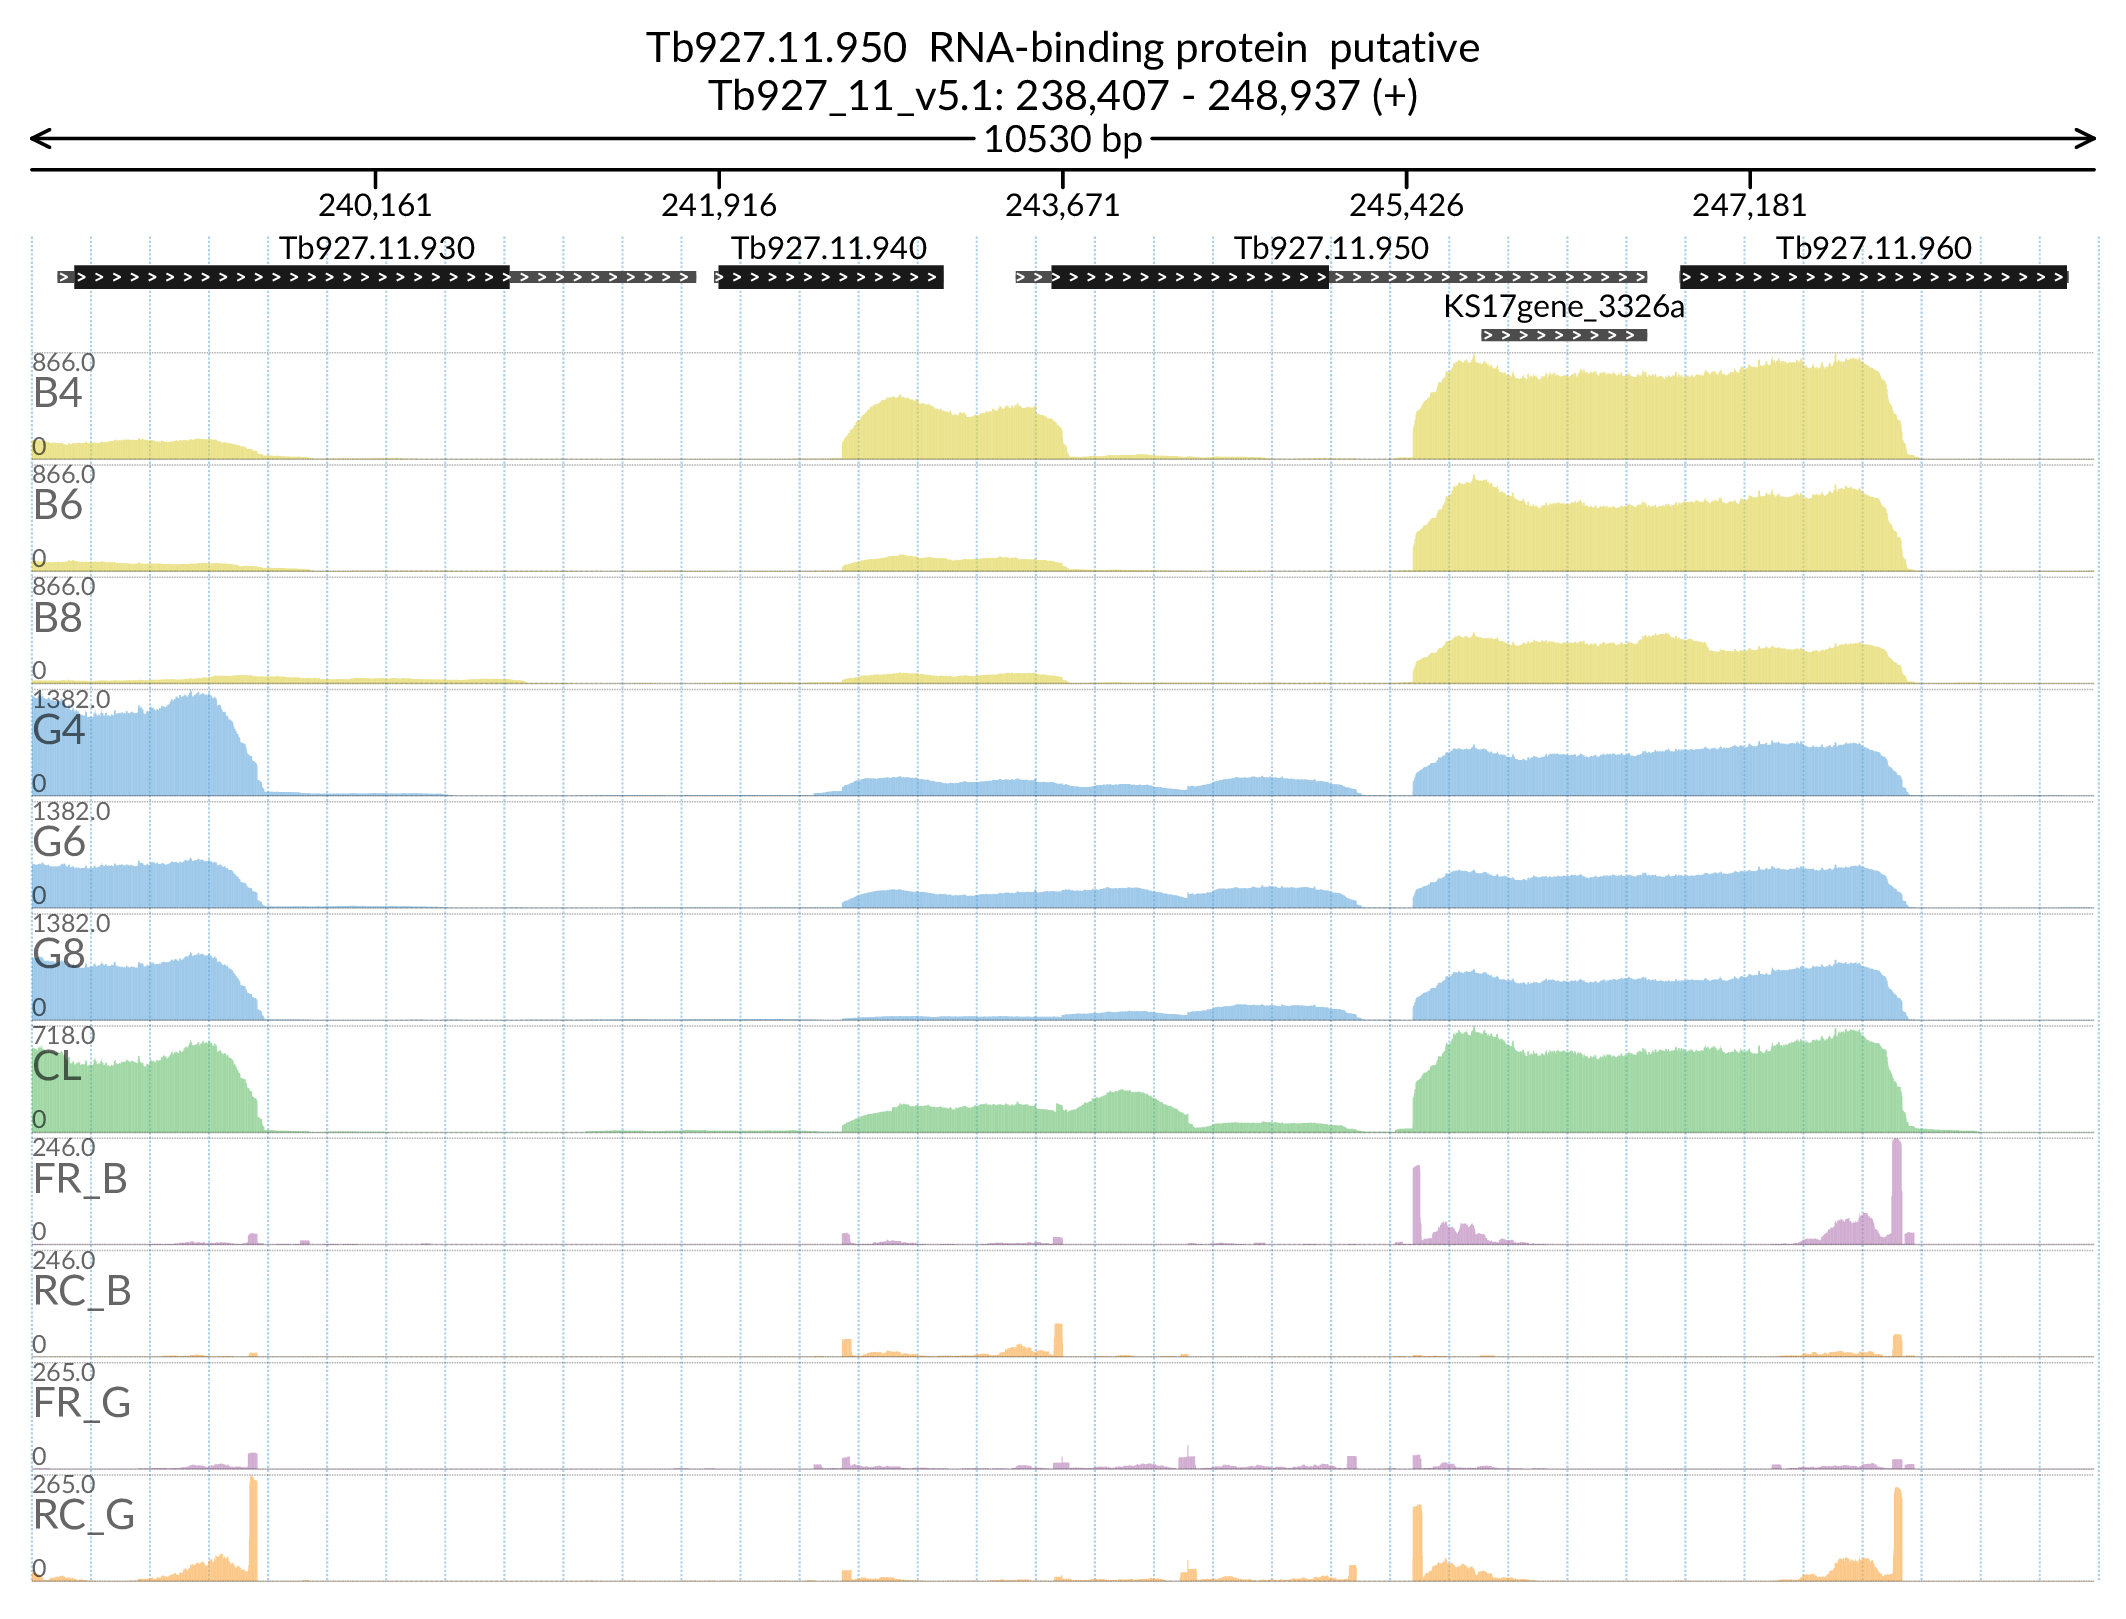 Tb927.11.950 RNA-binding protein putative
Tb927_11_v5.1: 238,407 - 248,937 (+)
10530 bp
240,161 241,916 243,671 245,426 247,181
Tb927.11.930 Tb927.11.940 Tb927.11.950 Tb927.11.960
KS17gene_3326a
866.0
B4
0
866.0
B6
0
866.0
B8
0
1382.0
G4
0
1382.0
G6
0
1382.0
G8
0
718.0
CL
0
246.0
FR_B
0
246.0
RC_B
0
265.0
FR_G
0
265.0
RC_G
0